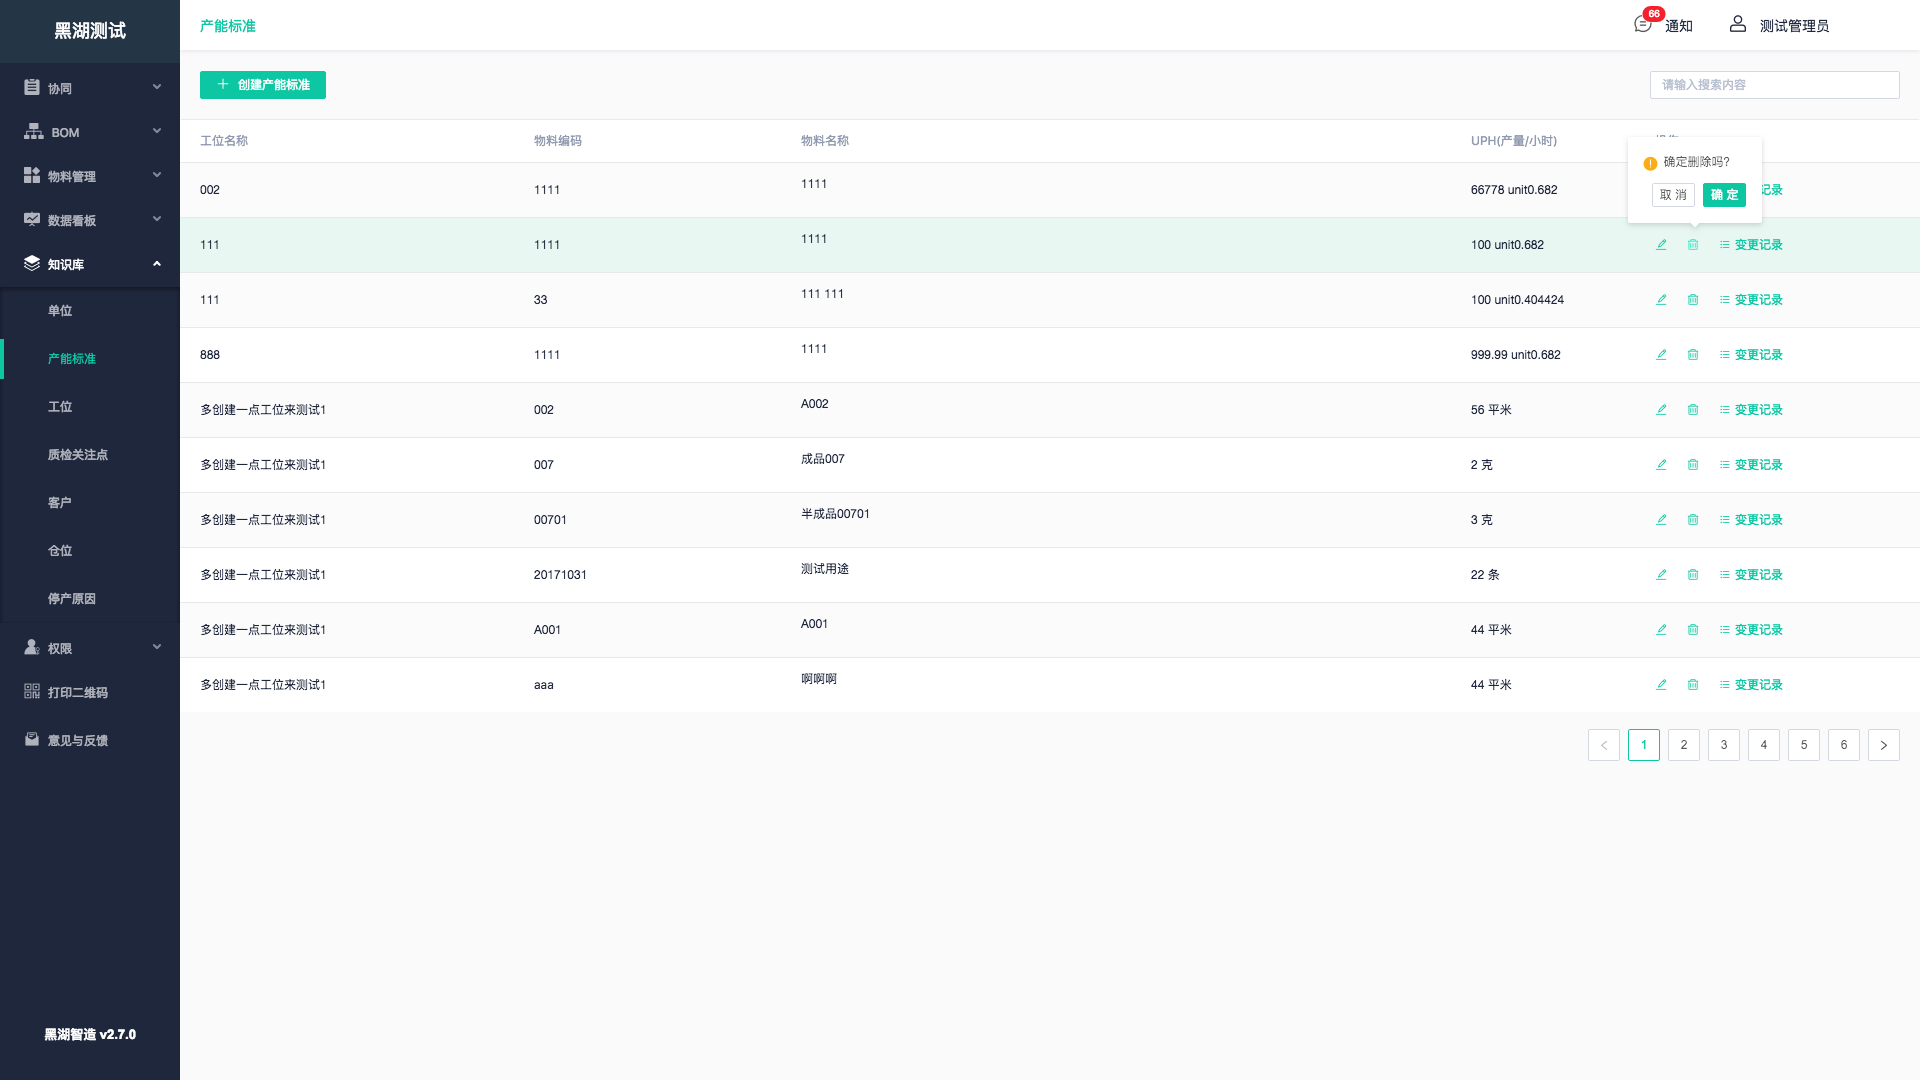 黑湖测试
产能标准
66
通知
测试管理员
协同
BOM
物料管理
数据看板
知识库
单位
产能标准
工位
质检关注点
客户
仓位
停产原因
权限
打印二维码
意见与反馈
黑湖智造 v2.7.0
创建产能标准
请输入搜索内容
工位名称 物料编码 物料名称 UPH(产量/小时)
确定删除吗?
取 消 确 定
002 1111 1111 66778 unit0.682 记录
111 1111 1111 100 unit0.682 变更记录
111 33 111 111 100 unit0.404424 变更记录
888 1111 1111 999.99 unit0.682 变更记录
多创建一点工位来测试1 002 A002 56 平米 变更记录
多创建一点工位来测试1 007 成品007 2 克 变更记录
多创建一点工位来测试1 00701 半成品00701 3 克 变更记录
多创建一点工位来测试1 20171031 测试用途 22 条 变更记录
多创建一点工位来测试1 A001 A001 44 平米 变更记录
多创建一点工位来测试1 aaa 啊啊啊 44 平米 变更记录
1 2 3 4 5 6